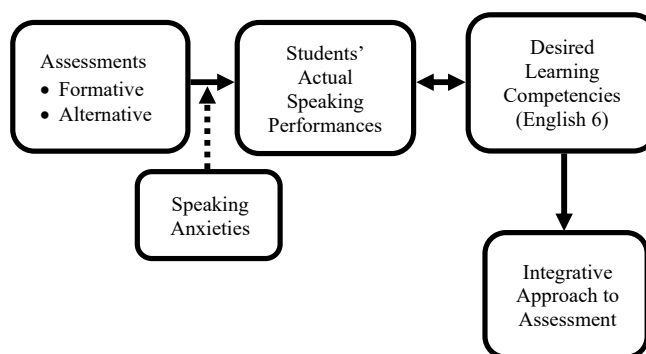 Assessments
• Formative
• Alternative
Students’
Actual
Speaking
Performances
Desired
Learning
Competencies
(English 6)
Speaking
Anxieties
Integrative
Approach to
Assessment